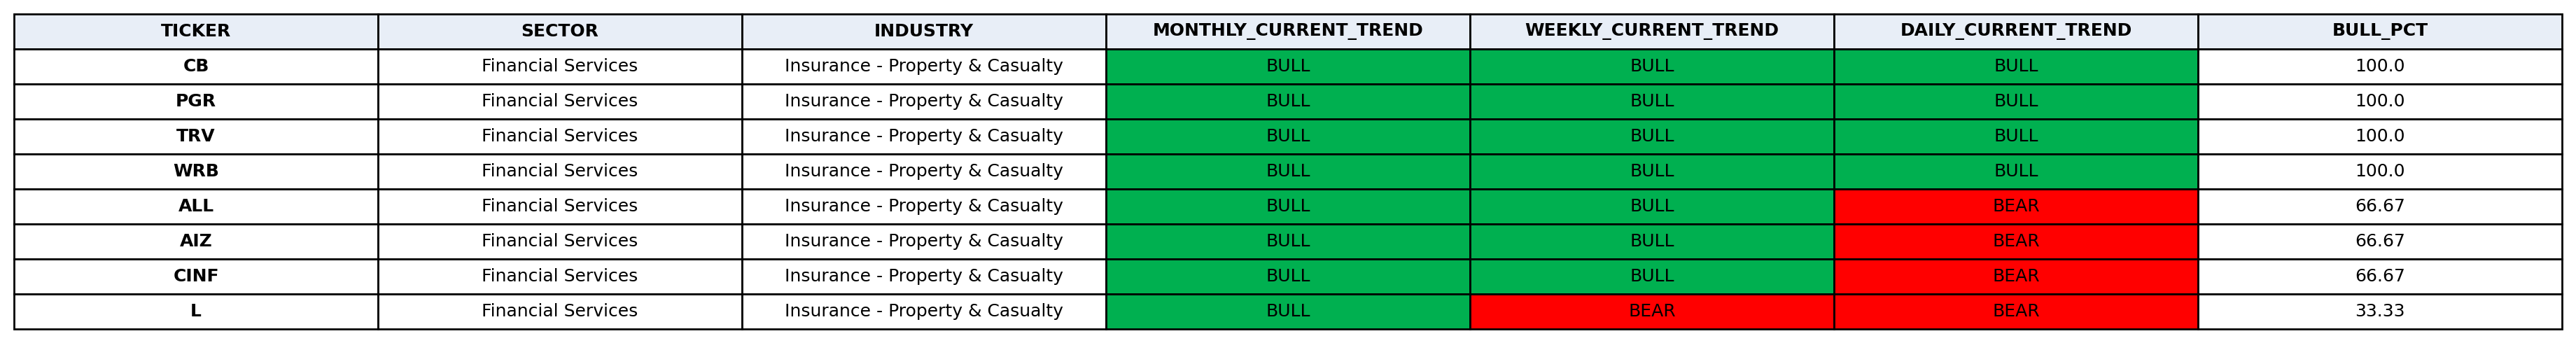 TICKER SECTOR INDUSTRY MONTHLY_CURRENT_TREND WEEKLY_CURRENT_TREND DAILY_CURRENT_TREND BULL_PCT
CB Financial Services Insurance - Property & Casualty BULL BULL BULL 100.0
PGR Financial Services Insurance - Property & Casualty BULL BULL BULL 100.0
TRV Financial Services Insurance - Property & Casualty BULL BULL BULL 100.0
WRB Financial Services Insurance - Property & Casualty BULL BULL BULL 100.0
ALL Financial Services Insurance - Property & Casualty BULL BULL BEAR 66.67
AIZ Financial Services Insurance - Property & Casualty BULL BULL BEAR 66.67
CINF Financial Services Insurance - Property & Casualty BULL BULL BEAR 66.67
L Financial Services Insurance - Property & Casualty BULL BEAR BEAR 33.33